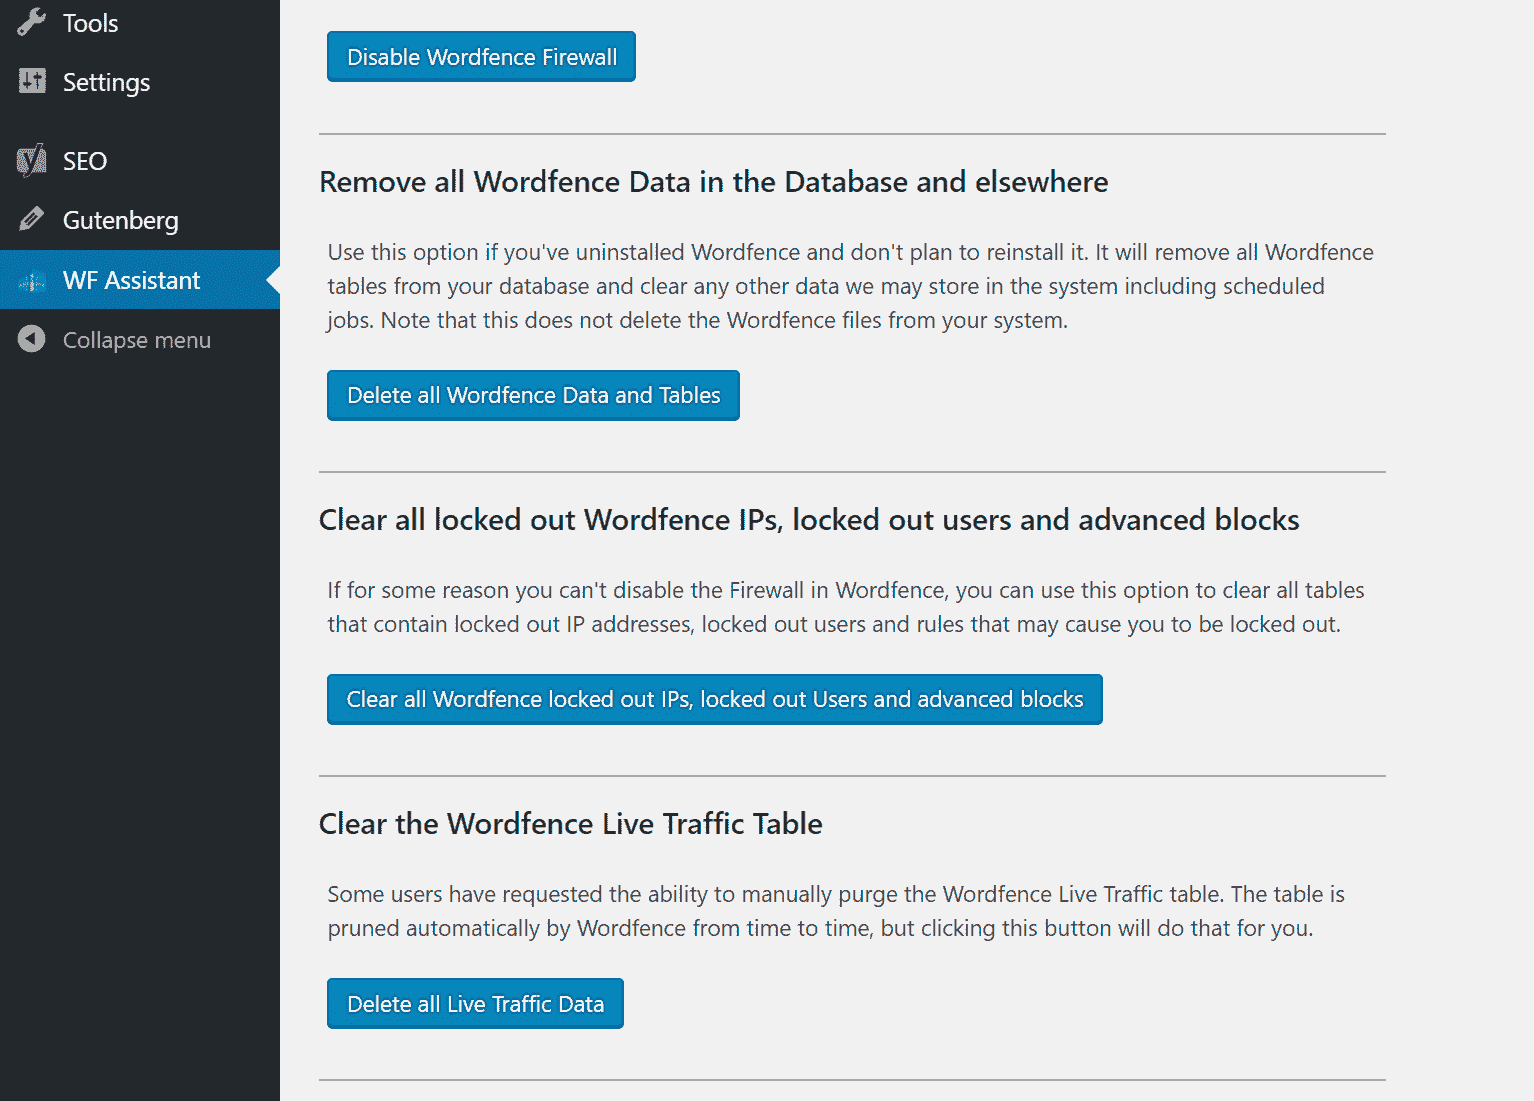 Tools
Settings
SEO
Gutenberg
WF Assistant
Collapse menu
Disable Wordfence Firewall
Remove all Wordfence Data in the Database and elsewhere
Use this option if you've uninstalled Wordfence and don't plan to reinstall it. It will remove all Wordfence
tables from your database and clear any other data we may store in the system including scheduled
jobs. Note that this does not delete the Wordfence files from your system.
Delete all Wordfence Data and Tables
Clear all locked out Wordfence IPs, locked out users and advanced blocks
If for some reason you can't disable the Firewall in Wordfence, you can use this option to clear all tables
that contain locked out IP addresses, locked out users and rules that may cause you to be locked out.
Clear all Wordfence locked out IPs, locked out Users and advanced blocks
Clear the Wordfence Live Traffic Table
Some users have requested the ability to manually purge the Wordfence Live Traffic table. The table is
pruned automatically by Wordfence from time to time, but clicking this button will do that for you.
Delete all Live Traffic Data